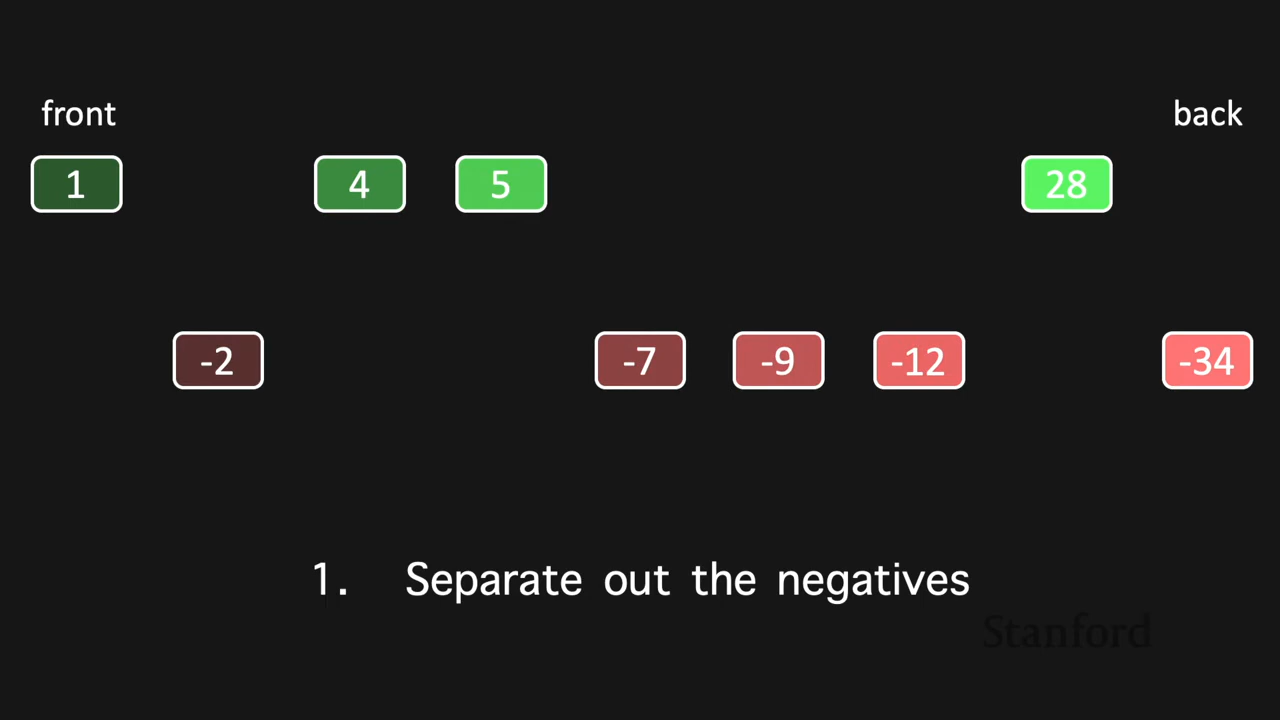 front back
1 4 5 28
-2 -7 -9 -12 -34
1. Separate out the negatives
Stanford